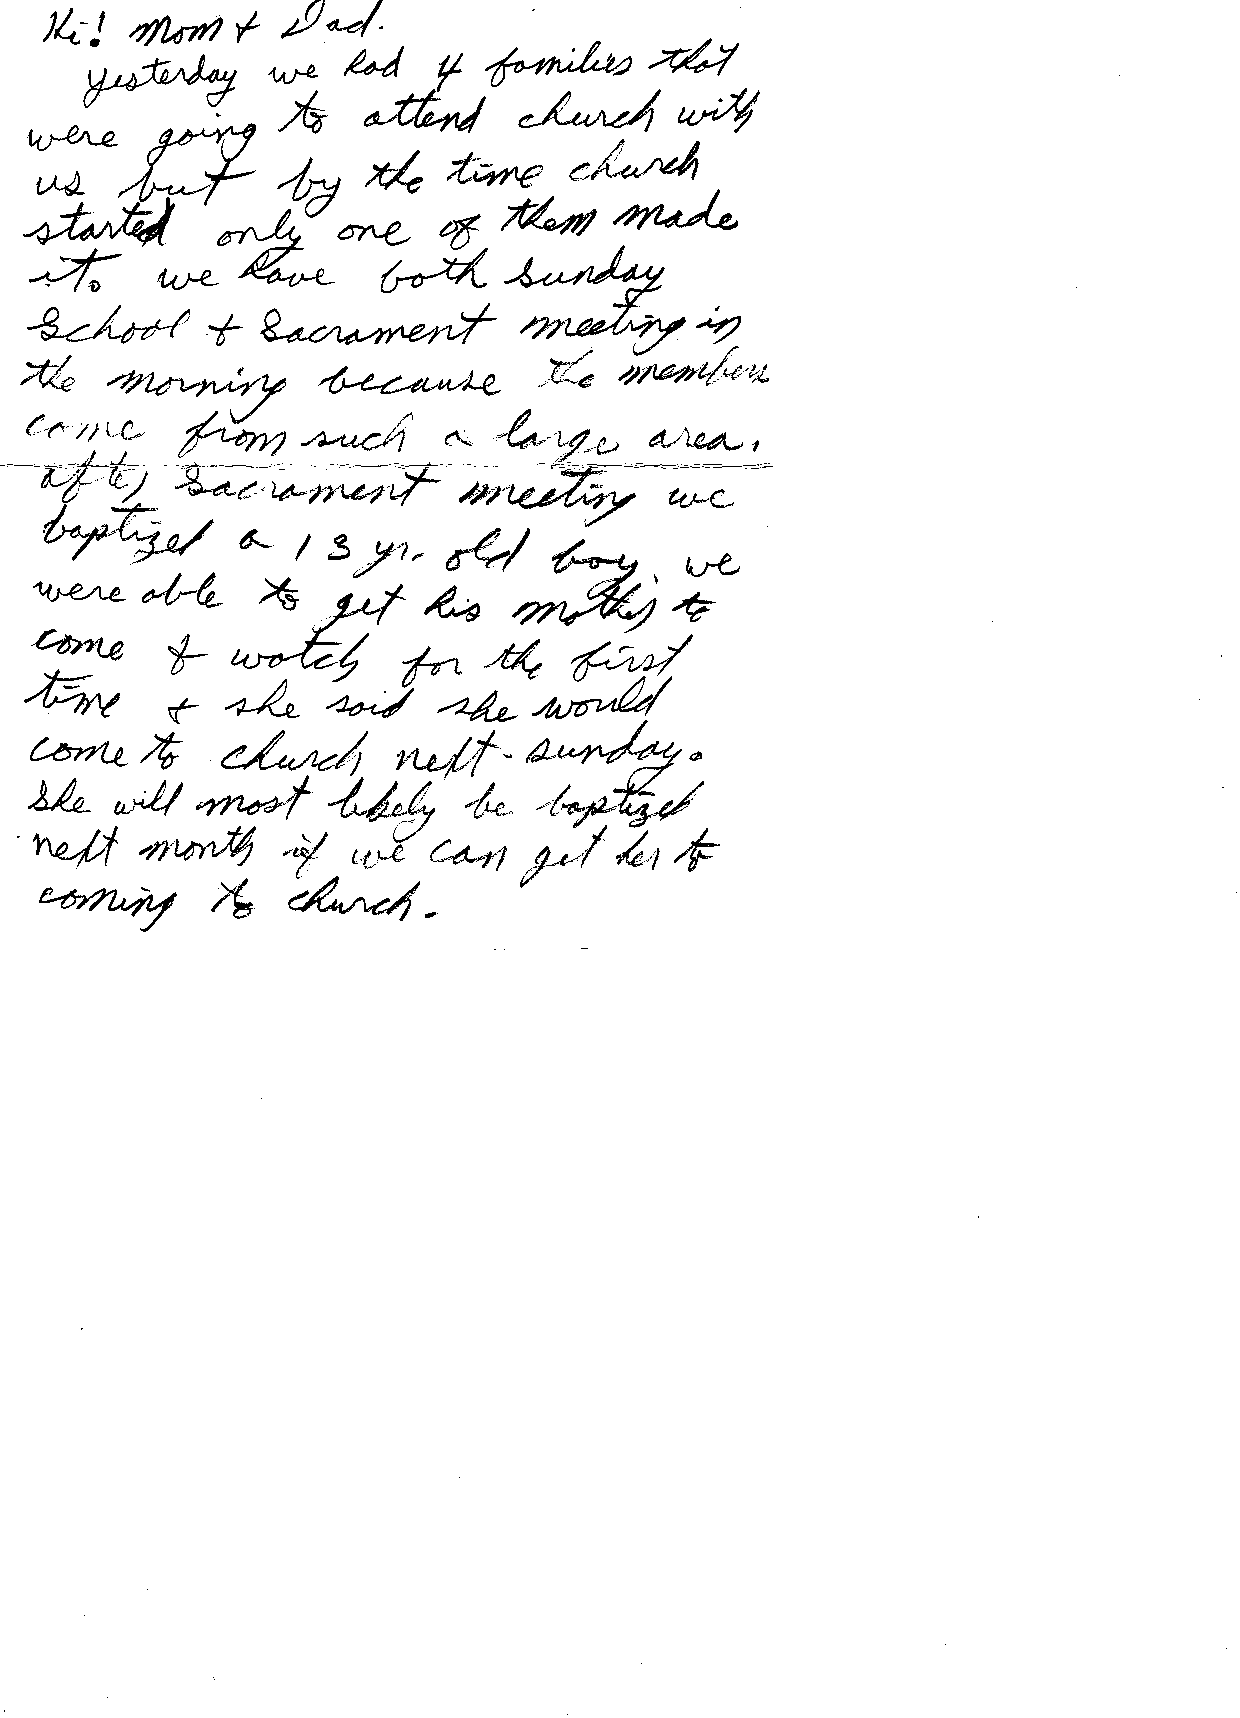 Hi! Mom + Dad.
yesterday we had 4 families that
were going to attend church with
us but by the time church
started only one of them made
it. we have both Sunday
School + Sacrament meeting in
the morning because the members
come from such a large area.
after Sacrament meeting we
baptized a 13 yr. old boy. we
were able to get his mother to
come & watch for the first
time + she said she would
come to church next sunday.
She will most likely be baptized
next month if we can get her to
coming to church.